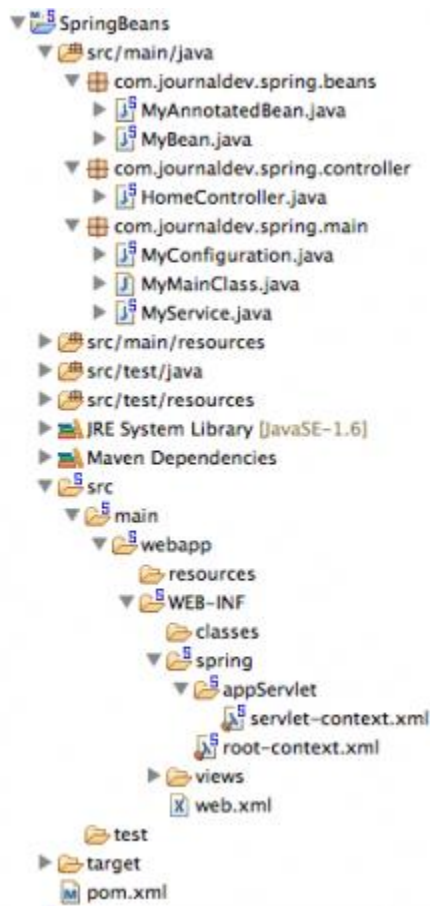 SpringBeans
src/main/java
com.journaldev.spring.beans
MyAnnotatedBean.java
MyBean.java
com.journaldev.spring.controller
HomeController.java
com.journaldev.spring.main
MyConfiguration.java
MyMainClass.java
MyService.java
src/main/resources
src/test/java
src/test/resources
JRE System Library [JavaSE-1.6]
Maven Dependencies
src
main
webapp
resources
WEB-INF
classes
spring
appServlet
servlet-context.xml
root-context.xml
views
web.xml
test
target
pom.xml